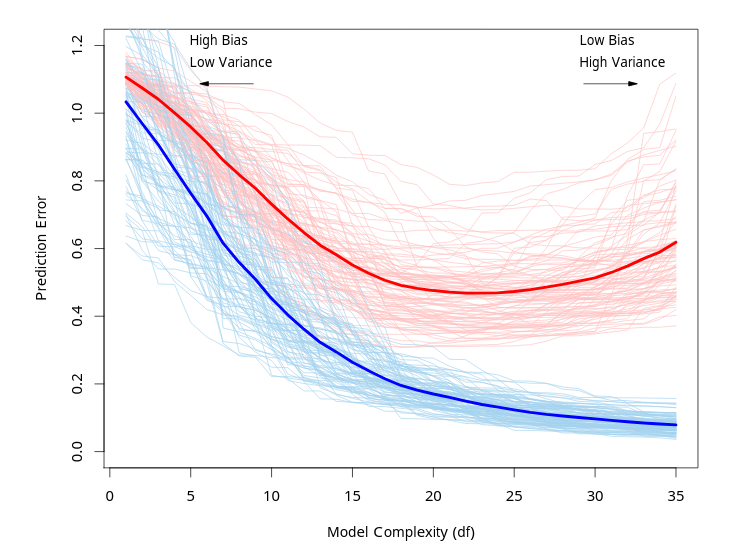 High Bias
Low Variance
Low Bias
High Variance
Prediction Error
0.0
0.2
0.4
0.6
0.8
1.0
1.2
0 5 10 15 20 25 30 35
Model Complexity (df)